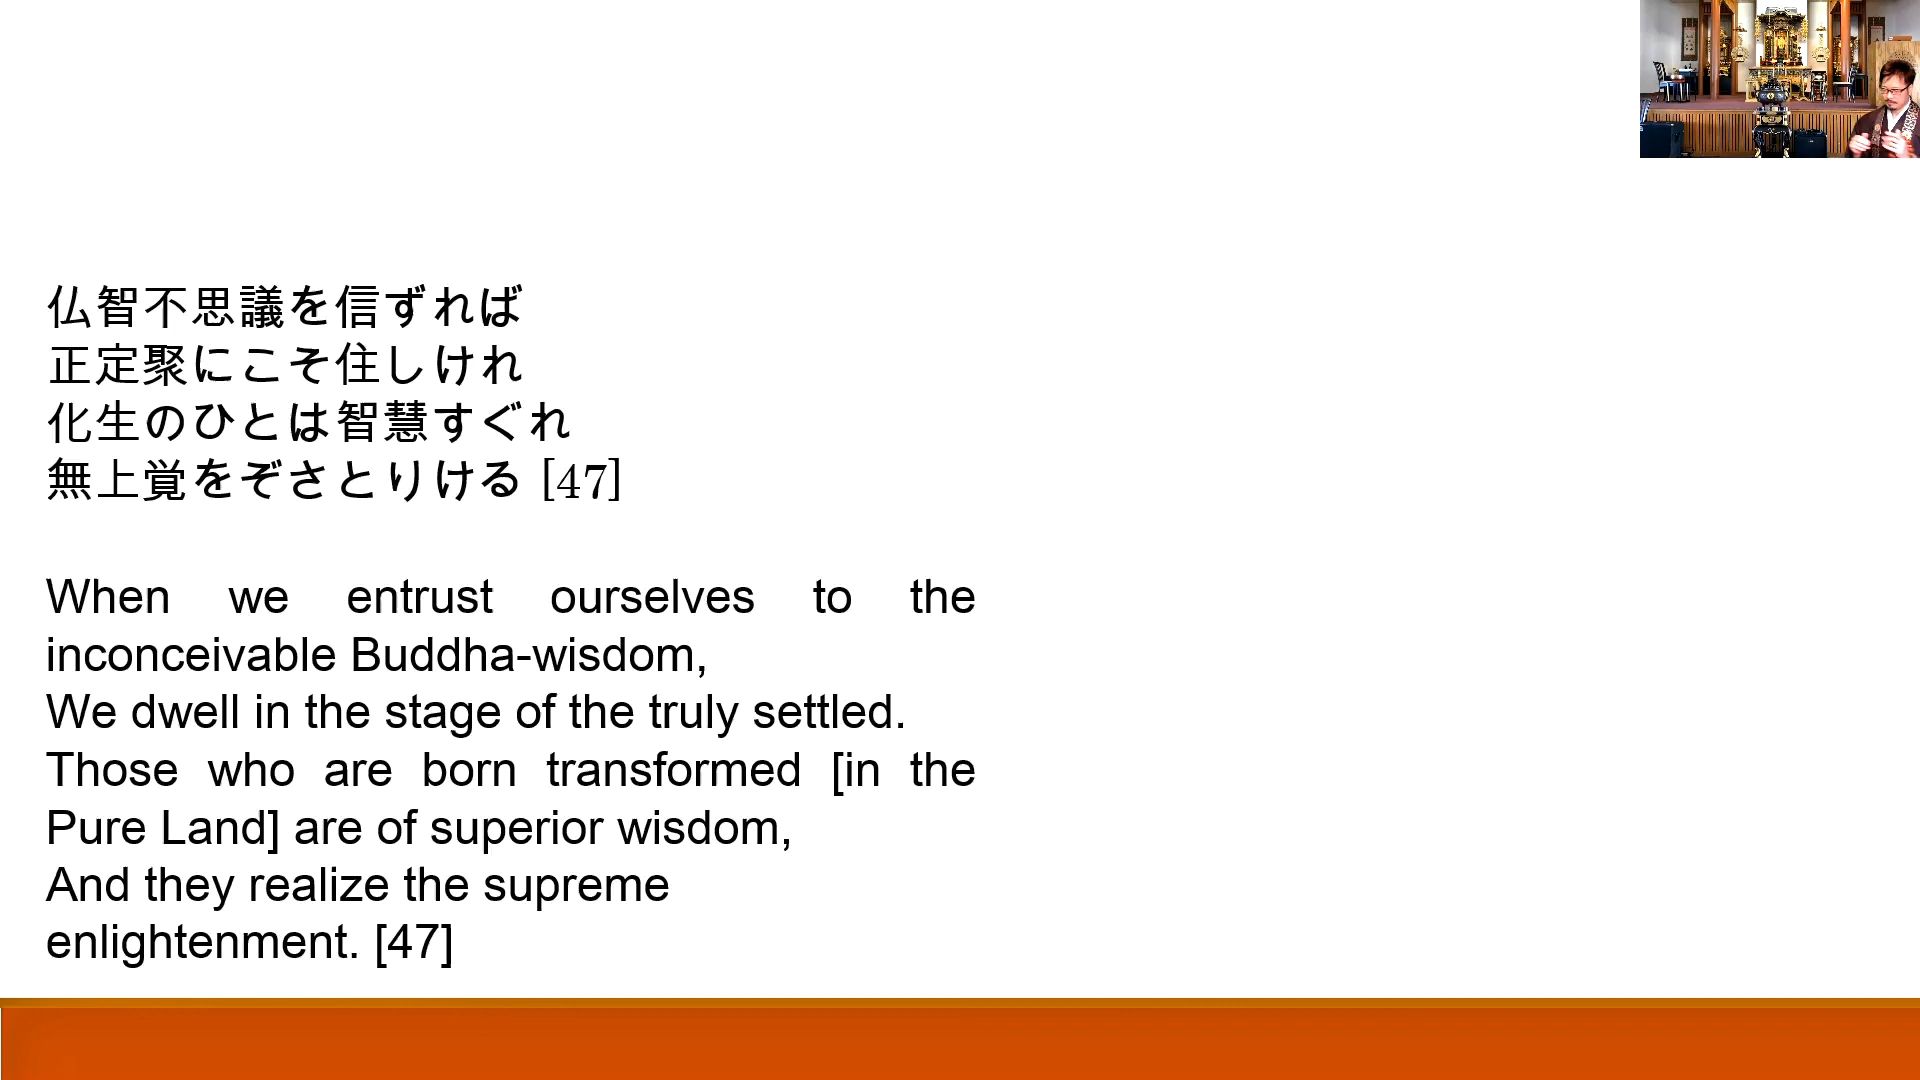 仏智不思議を信ずれば
正定聚にこそ住しけれ
化生のひとは智慧すぐれ
無上覚をぞさとりける [47]
When we entrust ourselves to the
inconceivable Buddha-wisdom,
We dwell in the stage of the truly settled.
Those who are born transformed [in the
Pure Land] are of superior wisdom,
And they realize the supreme
enlightenment. [47]